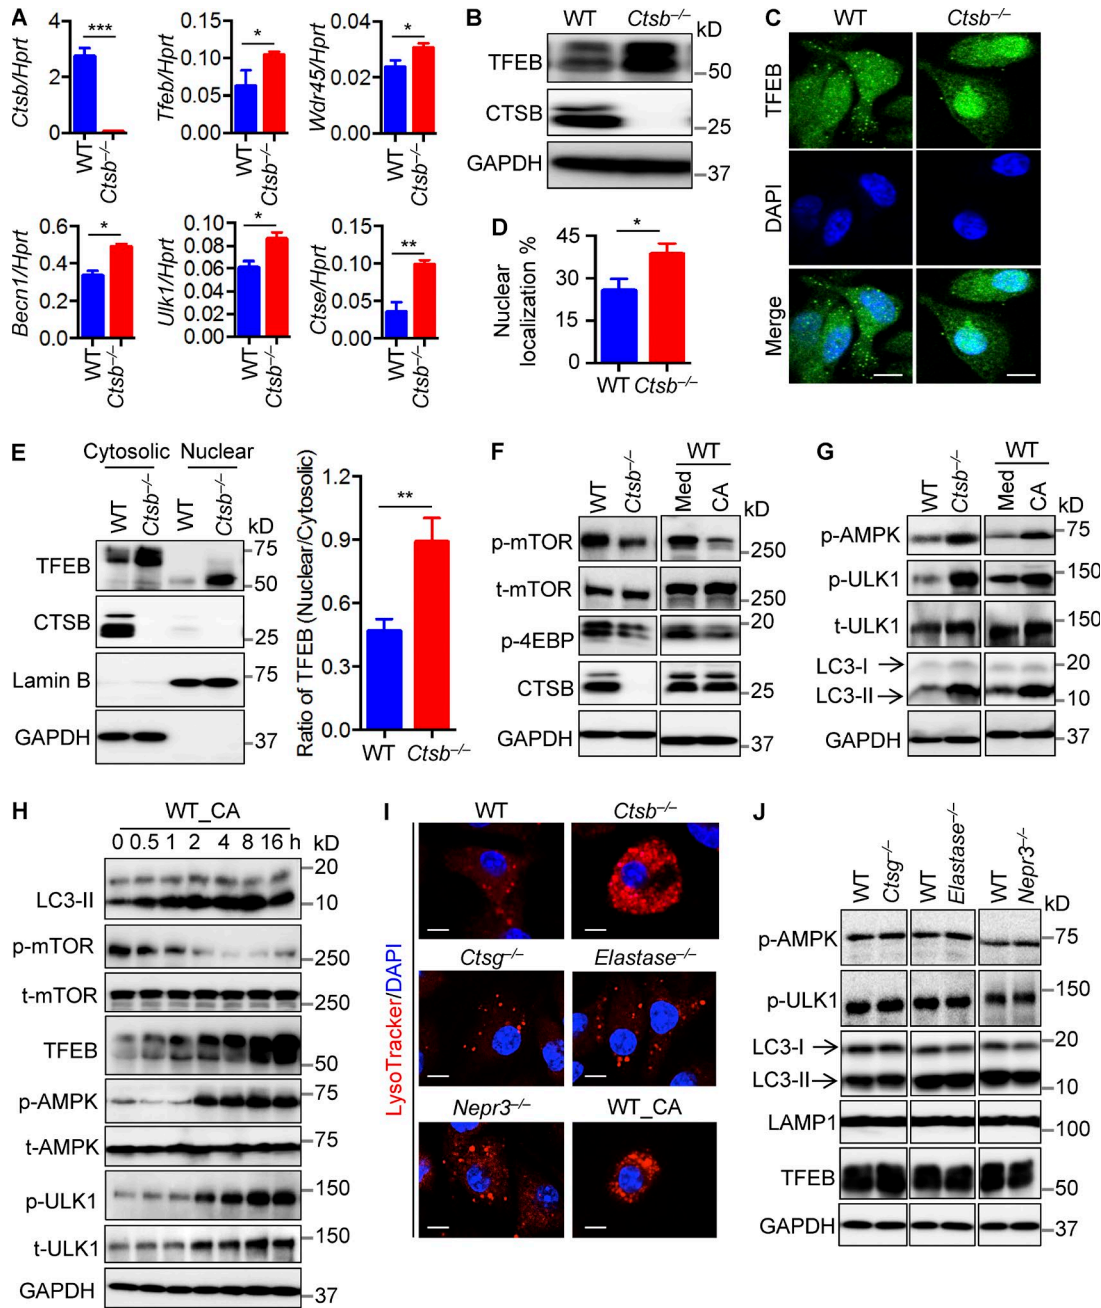 A
Ctsb/Hprt
4
2
0
***
WT
Ctsb–/–
Tfeb/Hprt
0.15
0.10
0.05
0.00
*
WT
Ctsb–/–
Wdr45/Hprt
0.04
0.02
0.00
*
WT
Ctsb–/–
Becn1/Hprt
0.6
0.4
0.2
0.0
*
WT
Ctsb–/–
Ulk1/Hprt
0.10
0.08
0.06
0.04
0.02
0.00
*
WT
Ctsb–/–
Ctse/Hprt
0.15
0.10
0.05
0.00
**
WT
Ctsb–/–
B
WT Ctsb–/– kD
TFEB
50
CTSB
25
GAPDH
37
C
WT Ctsb–/–
TFEB
DAPI
Merge
D
Nuclear
localization %
45
30
15
0
*
WT Ctsb–/–
E
Cytosolic Nuclear
WT Ctsb–/– WT Ctsb–/– kD
TFEB
75
50
CTSB
25
Lamin B
75
GAPDH
37
Ratio of TFEB (Nuclear/Cytosolic)
1.2
0.9
0.6
0.3
0.0
**
WT Ctsb–/–
F
WT
WT Ctsb–/– Med CA kD
p-mTOR
250
t-mTOR
250
p-4EBP
20
CTSB
25
GAPDH
37
G
WT
WT Ctsb–/– Med CA kD
p-AMPK
75
p-ULK1
150
t-ULK1
150
LC3-I
20
LC3-II
10
GAPDH
37
H
WT_CA
0 0.5 1 2 4 8 16 h kD
LC3-II
20
10
p-mTOR
250
t-mTOR
250
TFEB
50
p-AMPK
75
t-AMPK
75
p-ULK1
150
t-ULK1
150
GAPDH
37
I
LysoTracker/DAPI
WT Ctsb–/–
Ctsg–/– Elastase–/–
Nepr3–/– WT_CA
J
WT Ctsg–/– WT Elastase–/– WT Nepr3–/– kD
p-AMPK
75
p-ULK1
150
LC3-I
20
LC3-II
10
LAMP1
100
TFEB
50
GAPDH
37